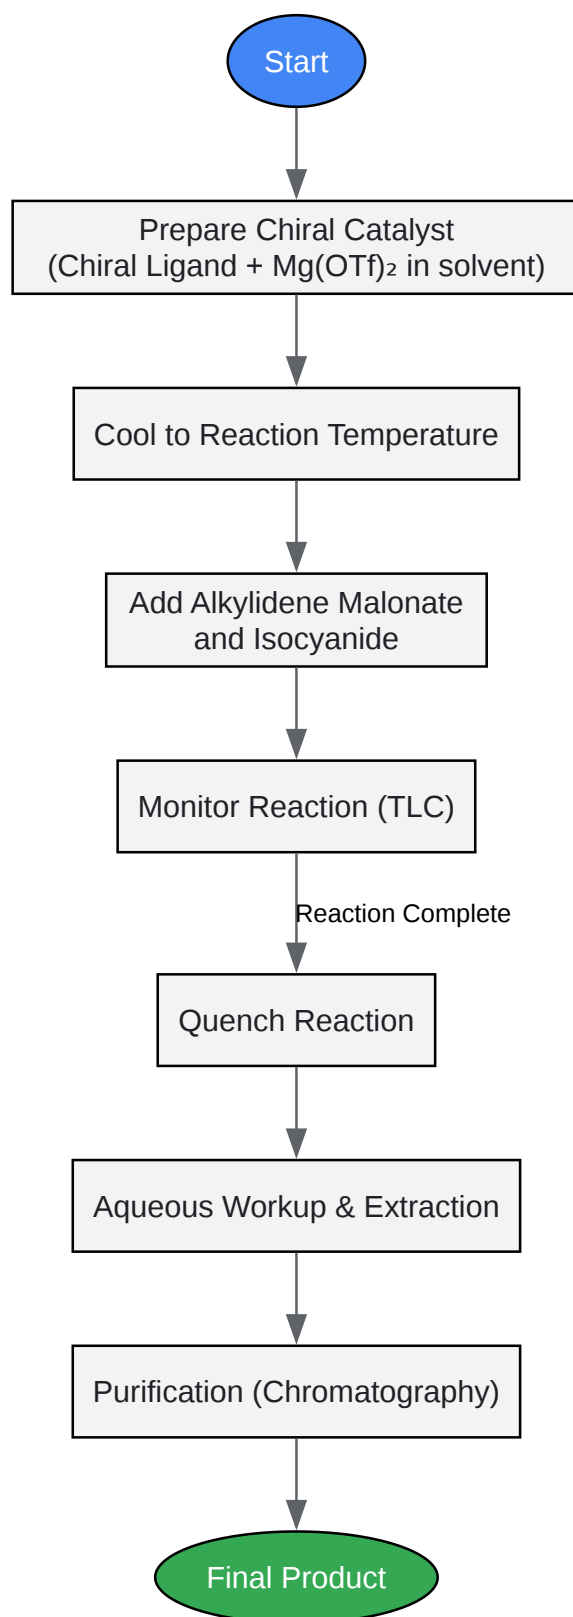 Start
Prepare Chiral Catalyst
(Chiral Ligand + Mg(OTf)₂ in solvent)
Cool to Reaction Temperature
Add Alkylidene Malonate
and Isocyanide
Monitor Reaction (TLC)
Reaction Complete
Quench Reaction
Aqueous Workup & Extraction
Purification (Chromatography)
Final Product